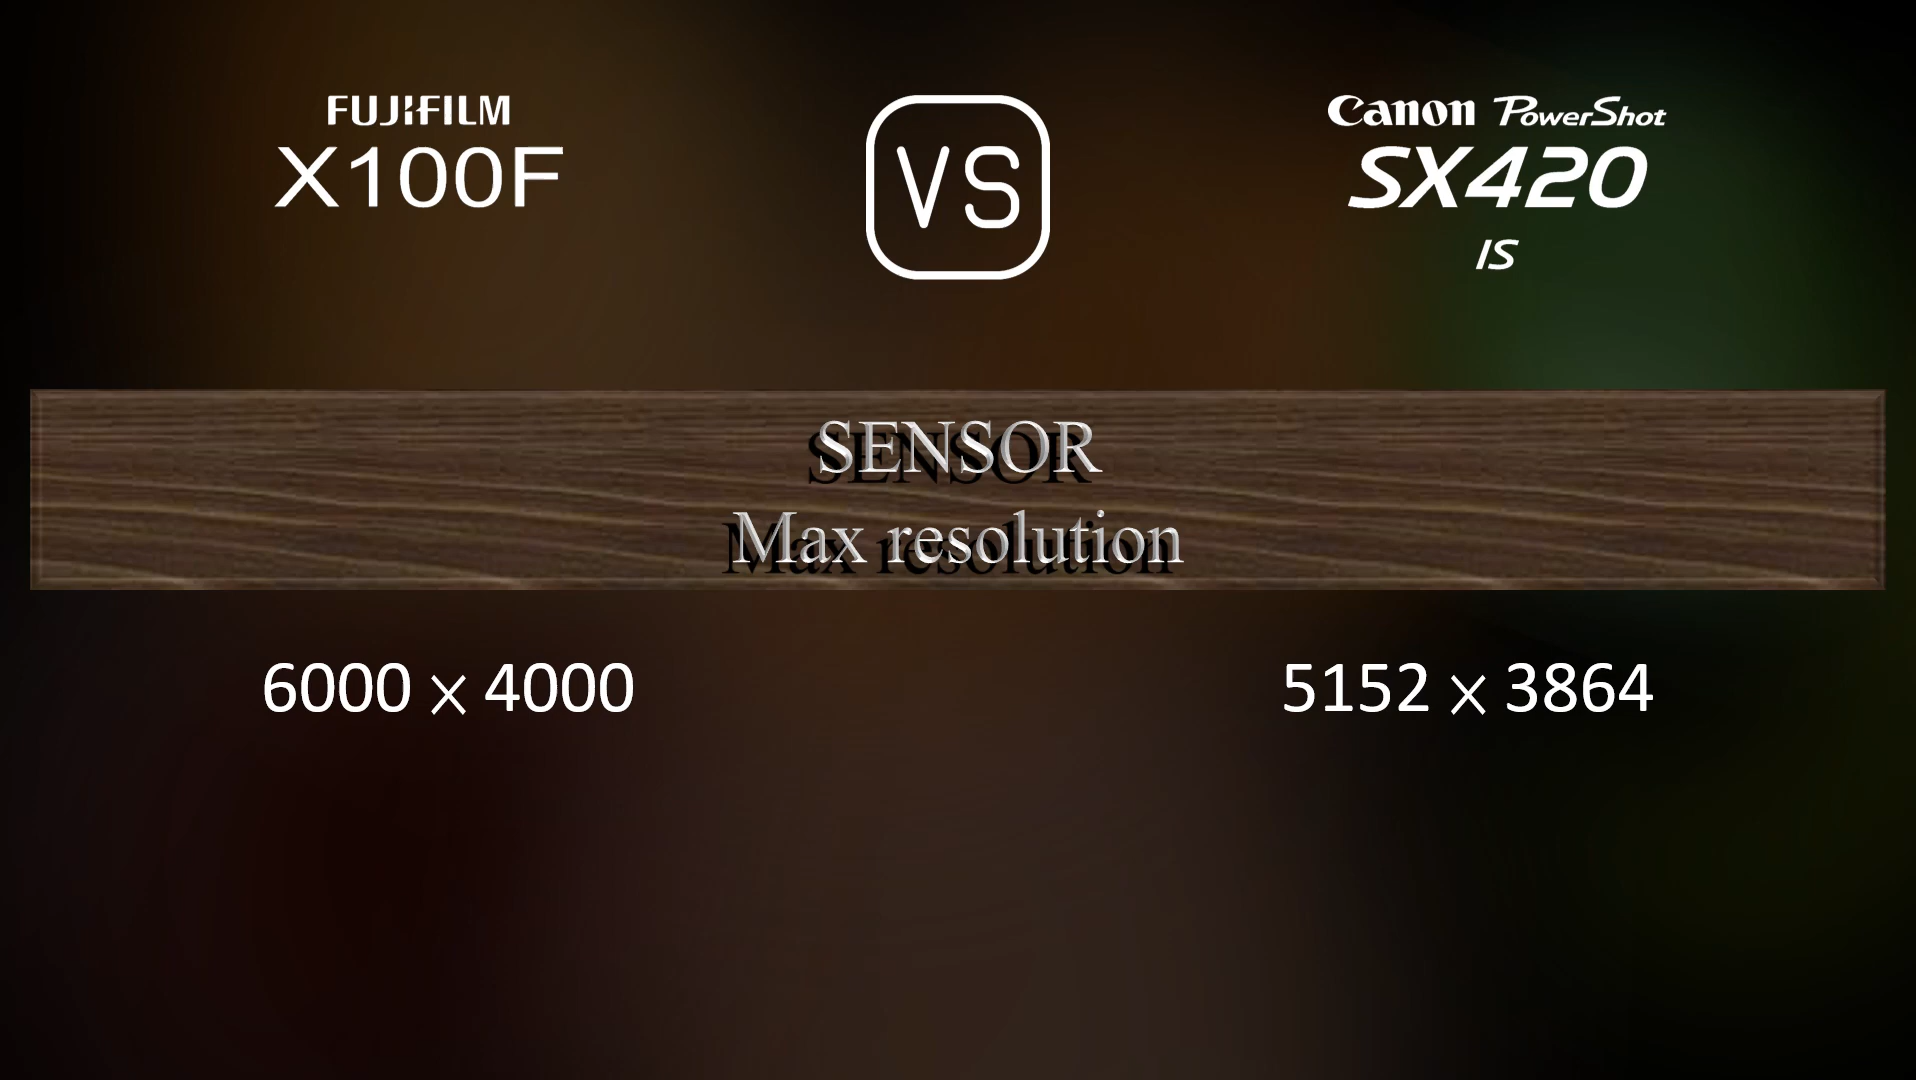 FUJIFILM
X100F
VS
Canon PowerShot
SX420
IS
SENSOR
Max resolution
6000 x 4000
5152 x 3864